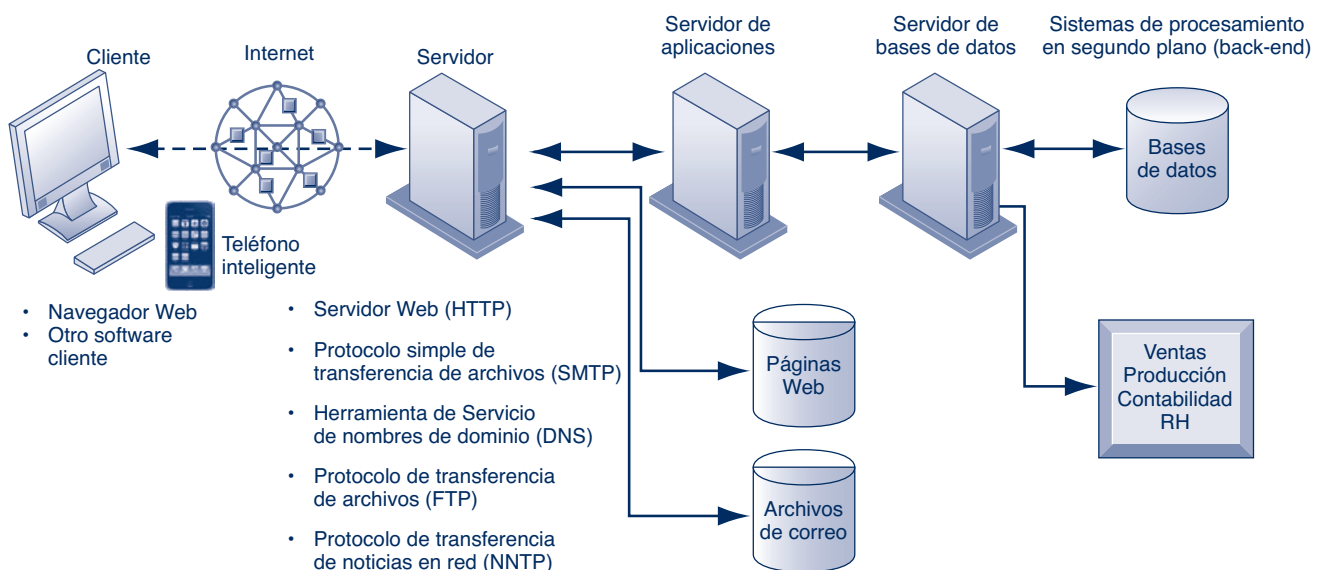 Cliente
Internet
Servidor
Servidor de
aplicaciones
Servidor de
bases de datos
Sistemas de procesamiento
en segundo plano (back-end)
Bases
de datos
Teléfono
inteligente
• Navegador Web
• Otro software
cliente
• Servidor Web (HTTP)
• Protocolo simple de
transferencia de archivos (SMTP)
• Herramienta de Servicio
de nombres de dominio (DNS)
• Protocolo de transferencia
de archivos (FTP)
• Protocolo de transferencia
de noticias en red (NNTP)
Páginas
Web
Archivos
de correo
Ventas
Producción
Contabilidad
RH